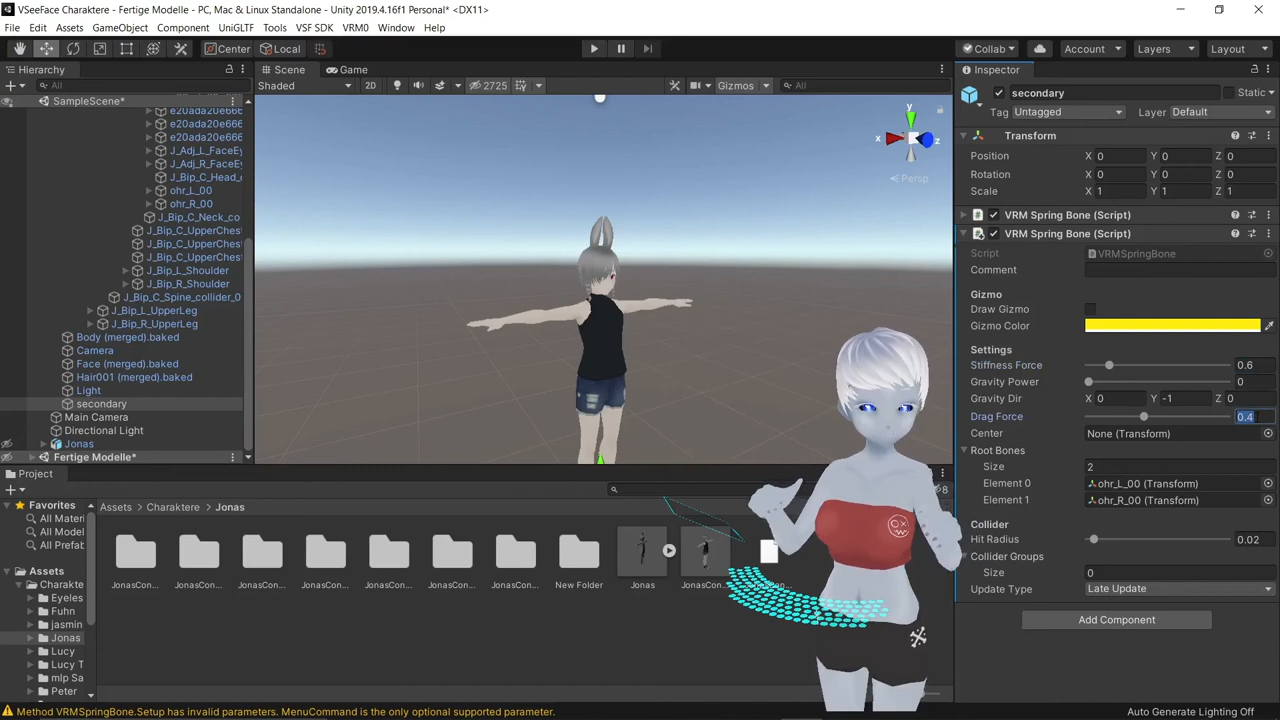 VSeeFace Charaktere - Fertige Modelle - PC, Mac & Linux Standalone - Unity 2019.4.16f1 Personal* <DX11>
File Edit Assets GameObject Component UniGLTF Tools VSF SDK VRM0 Window Help
Center Local Collab Account Layers Layout
Hierarchy
All
SampleScene*
e20ada20e666
e20ada20e666
e20ada20e666
J_Adj_L_FaceEy
J_Adj_R_FaceEy
J_Bip_C_Head_c
ohr_L_00
ohr_R_00
J_Bip_C_Neck_co
J_Bip_C_UpperChest
J_Bip_C_UpperChest
J_Bip_C_UpperChest
J_Bip_L_Shoulder
J_Bip_R_Shoulder
J_Bip_C_Spine_collider_0
J_Bip_L_UpperLeg
J_Bip_R_UpperLeg
Body (merged).baked
Camera
Face (merged).baked
Hair001 (merged).baked
Light
secondary
Main Camera
Directional Light
Jonas
Fertige Modelle*
Scene Game
Shaded 2D 2725 Gizmos All
y
x z
Persp
Inspector
secondary Static
Tag Untagged Layer Default
Transform
Position X 0 Y 0 Z 0
Rotation X 0 Y 0 Z 0
Scale X 1 Y 1 Z 1
VRM Spring Bone (Script)
VRM Spring Bone (Script)
Script VRMSpringBone
Comment
Gizmo
Draw Gizmo
Gizmo Color
Settings
Stiffness Force 0.6
Gravity Power 0
Gravity Dir X 0 Y -1 Z 0
Drag Force 0.4
Center None (Transform)
Root Bones
Size 2
Element 0 ohr_L_00 (Transform)
Element 1 ohr_R_00 (Transform)
Collider
Hit Radius 0.02
Collider Groups
Size 0
Update Type Late Update
Add Component
Project
8
Favorites
All Materi
All Model
All Prefab
Assets
Charakte
Eyeles
Fuhn
jasmin
Jonas
Lucy
Lucy T
mlp Sa
Peter
Assets Charaktere Jonas
JonasCon... JonasCon... JonasCon... JonasCon... JonasCon... JonasCon... JonasCon... New Folder Jonas JonasCon...
Method VRMSpringBone.Setup has invalid parameters. MenuCommand is the only optional supported parameter.
Auto Generate Lighting Off